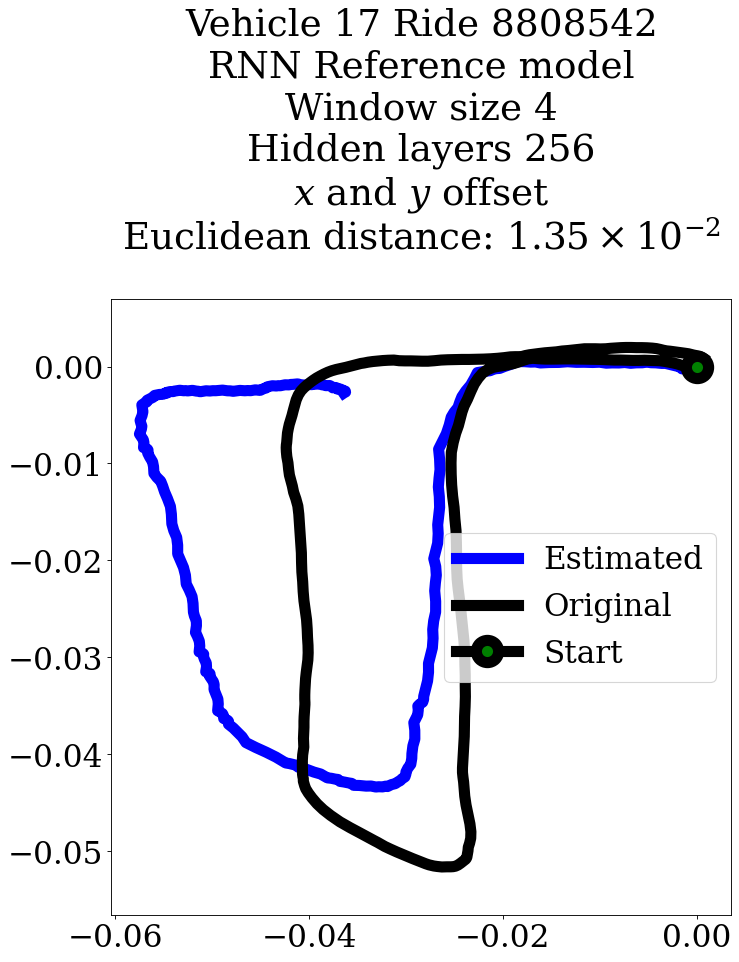 Vehicle 17 Ride 8808542
RNN Reference model
Window size 4
Hidden layers 256
x and y offset
Euclidean distance: 1.35 × 10⁻²
0.00
−0.01
−0.02
−0.03
−0.04
−0.05
Estimated
Original
Start
−0.06 −0.04 −0.02 0.00